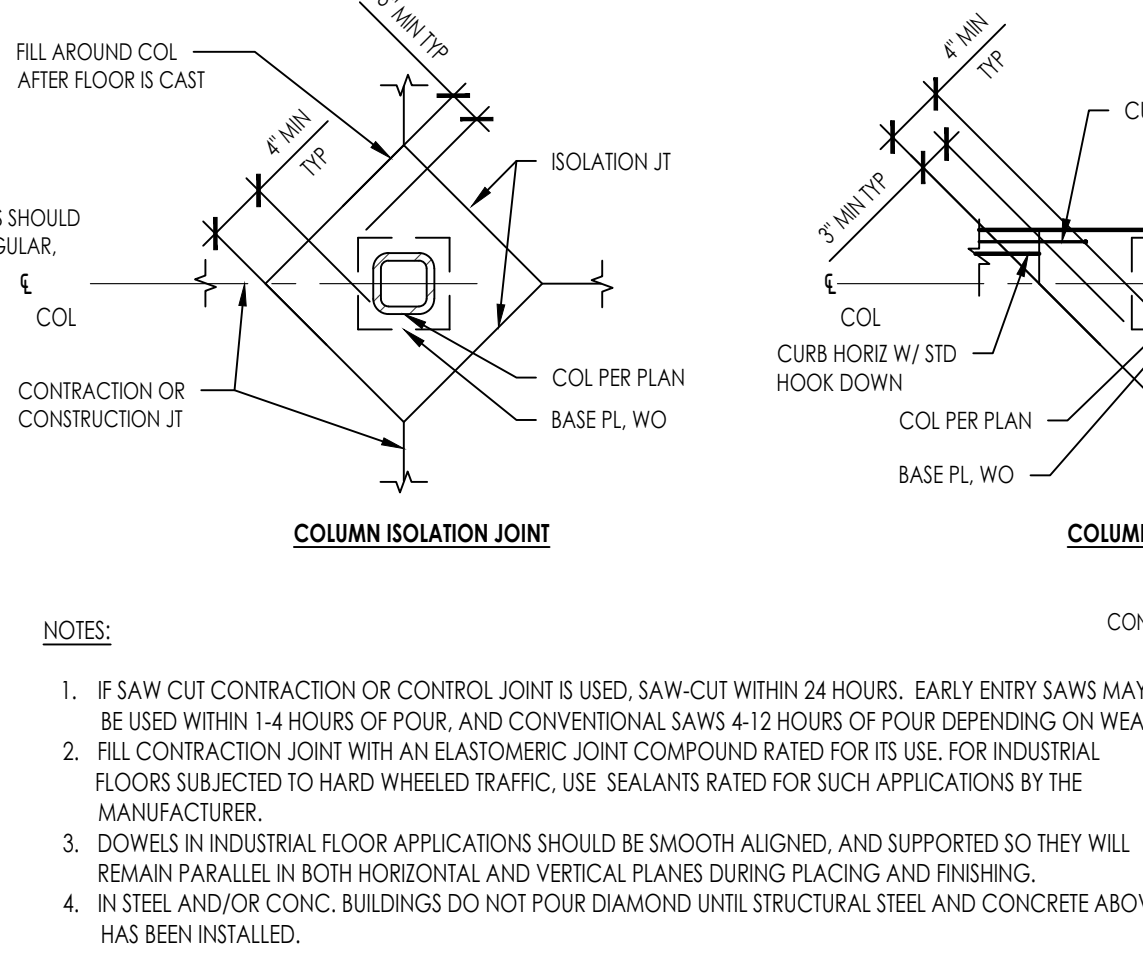 MIN TYP
FILL AROUND COL
AFTER FLOOR IS CAST
4" MIN
TYP
ISOLATION JT
SHOULD
COL
CONTRACTION OR
CONSTRUCTION JT
COL PER PLAN
BASE PL, WO
COLUMN ISOLATION JOINT
4" MIN
TYP
3" MIN TYP
COL
CURB HORIZ W/ STD
HOOK DOWN
COL PER PLAN
BASE PL, WO
NOTES:
1. IF SAW CUT CONTRACTION OR CONTROL JOINT IS USED, SAW-CUT WITHIN 24 HOURS. EARLY ENTRY SAWS MAY
BE USED WITHIN 1-4 HOURS OF POUR, AND CONVENTIONAL SAWS 4-12 HOURS OF POUR DEPENDING ON
2. FILL CONTRACTION JOINT WITH AN ELASTOMERIC JOINT COMPOUND RATED FOR ITS USE. FOR INDUSTRIAL
FLOORS SUBJECTED TO HARD WHEELED TRAFFIC, USE SEALANTS RATED FOR SUCH APPLICATIONS BY THE
MANUFACTURER.
3. DOWELS IN INDUSTRIAL FLOOR APPLICATIONS SHOULD BE SMOOTH ALIGNED, AND SUPPORTED SO THEY WILL
REMAIN PARALLEL IN BOTH HORIZONTAL AND VERTICAL PLANES DURING PLACING AND FINISHING.
4. IN STEEL AND/OR CONC. BUILDINGS DO NOT POUR DIAMOND UNTIL STRUCTURAL STEEL AND CONCRETE
HAS BEEN INSTALLED.